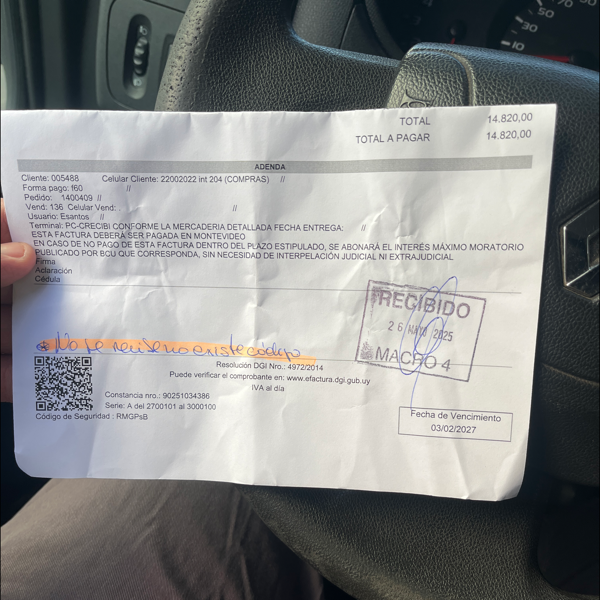 50
70
30
10
TOTAL 14.820,00
TOTAL A PAGAR 14.820,00
ADENDA
Cliente: 005488 Celular Cliente: 22002022 int 204 (COMPRAS) //
Forma pago: f60 //
Pedido: 1400409 //
Vend: 136 Celular Vend: . //
Usuario: Esantos //
Terminal: PC-CRECIBI CONFORME LA MERCADERIA DETALLADA FECHA ENTREGA: //
ESTA FACTURA DEBERÁ SER PAGADA EN MONTEVIDEO
EN CASO DE NO PAGO DE ESTA FACTURA DENTRO DEL PLAZO ESTIPULADO, SE ABONARÁ EL INTERÉS MÁXIMO MORATORIO
PUBLICADO POR BCU QUE CORRESPONDA, SIN NECESIDAD DE INTERPELACIÓN JUDICIAL NI EXTRAJUDICIAL
Firma
Aclaración
Cédula
RECIBIDO
26 MAYO 2025
MACRO 4
No se recibe no existe código
Resolución DGI Nro.: 4972/2014
Puede verificar el comprobante en: www.efactura.dgi.gub.uy
IVA al día
Constancia nro.: 90251034386
Serie: A del 2700101 al 3000100
Código de Seguridad : RMGPsB
Fecha de Vencimiento
03/02/2027